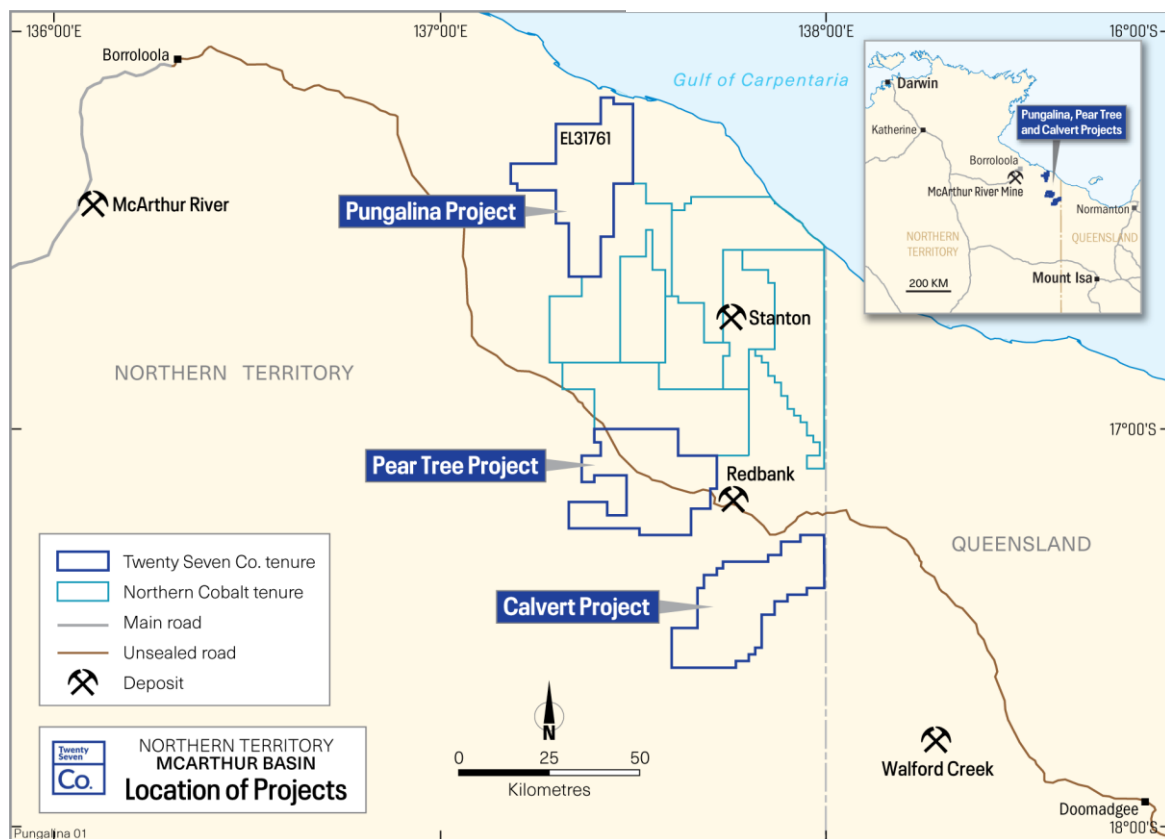 136°00'E
137°00'E
138°00'E
16°00'S
Borroloola
Gulf of Carpentaria
Darwin
Katherine
Pungalina, Pear Tree
and Calvert Projects
Borroloola
McArthur River Mine
Normanton
NORTHERN
TERRITORY
QUEENSLAND
Mount Isa
200 KM
EL31761
McArthur River
Pungalina Project
Stanton
NORTHERN TERRITORY
17°00'S
Pear Tree Project
Redbank
QUEENSLAND
Calvert Project
Twenty Seven Co. tenure
Northern Cobalt tenure
Main road
Unsealed road
Deposit
N
0 25 50
Kilometres
Twenty
Seven
Co.
NORTHERN TERRITORY
MCARTHUR BASIN
Location of Projects
Walford Creek
Doomadgee
18°00'S
Pungalina 01